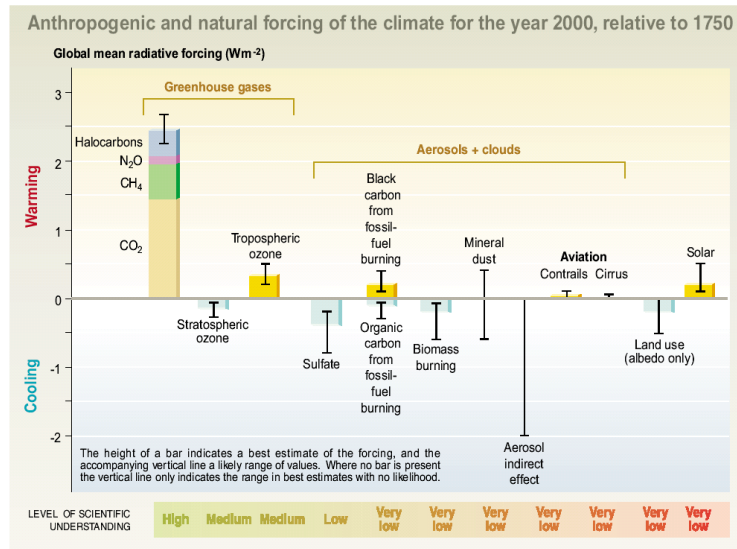 Anthropogenic and natural forcing of the climate for the year 2000, relative to 1750
Global mean radiative forcing (Wm-2)
3
2
1
0
-1
-2
Warming
Cooling
Greenhouse gases
Halocarbons
N2O
CH4
CO2
Stratospheric
ozone
Tropospheric
ozone
Aerosols + clouds
Sulfate
Black
carbon
from
fossil-
fuel
burning
Organic
carbon
from
fossil-
fuel
burning
Biomass
burning
Mineral
dust
Aerosol
indirect
effect
Aviation
Contrails Cirrus
Land use
(albedo only)
Solar
The height of a bar indicates a best estimate of the forcing, and the
accompanying vertical line a likely range of values. Where no bar is present
the vertical line only indicates the range in best estimates with no likelihood.
LEVEL OF SCIENTIFIC
UNDERSTANDING
High
Medium
Medium
Low
Very
low
Very
low
Very
low
Very
low
Very
low
Very
low
Very
low